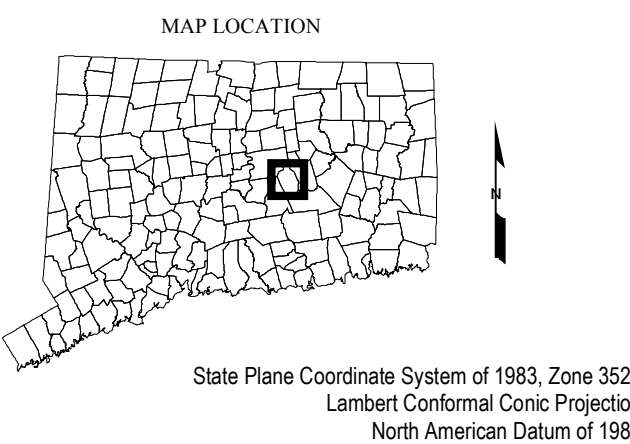 MAP LOCATION
N
State Plane Coordinate System of 1983, Zone 352
Lambert Conformal Conic Projectio
North American Datum of 198